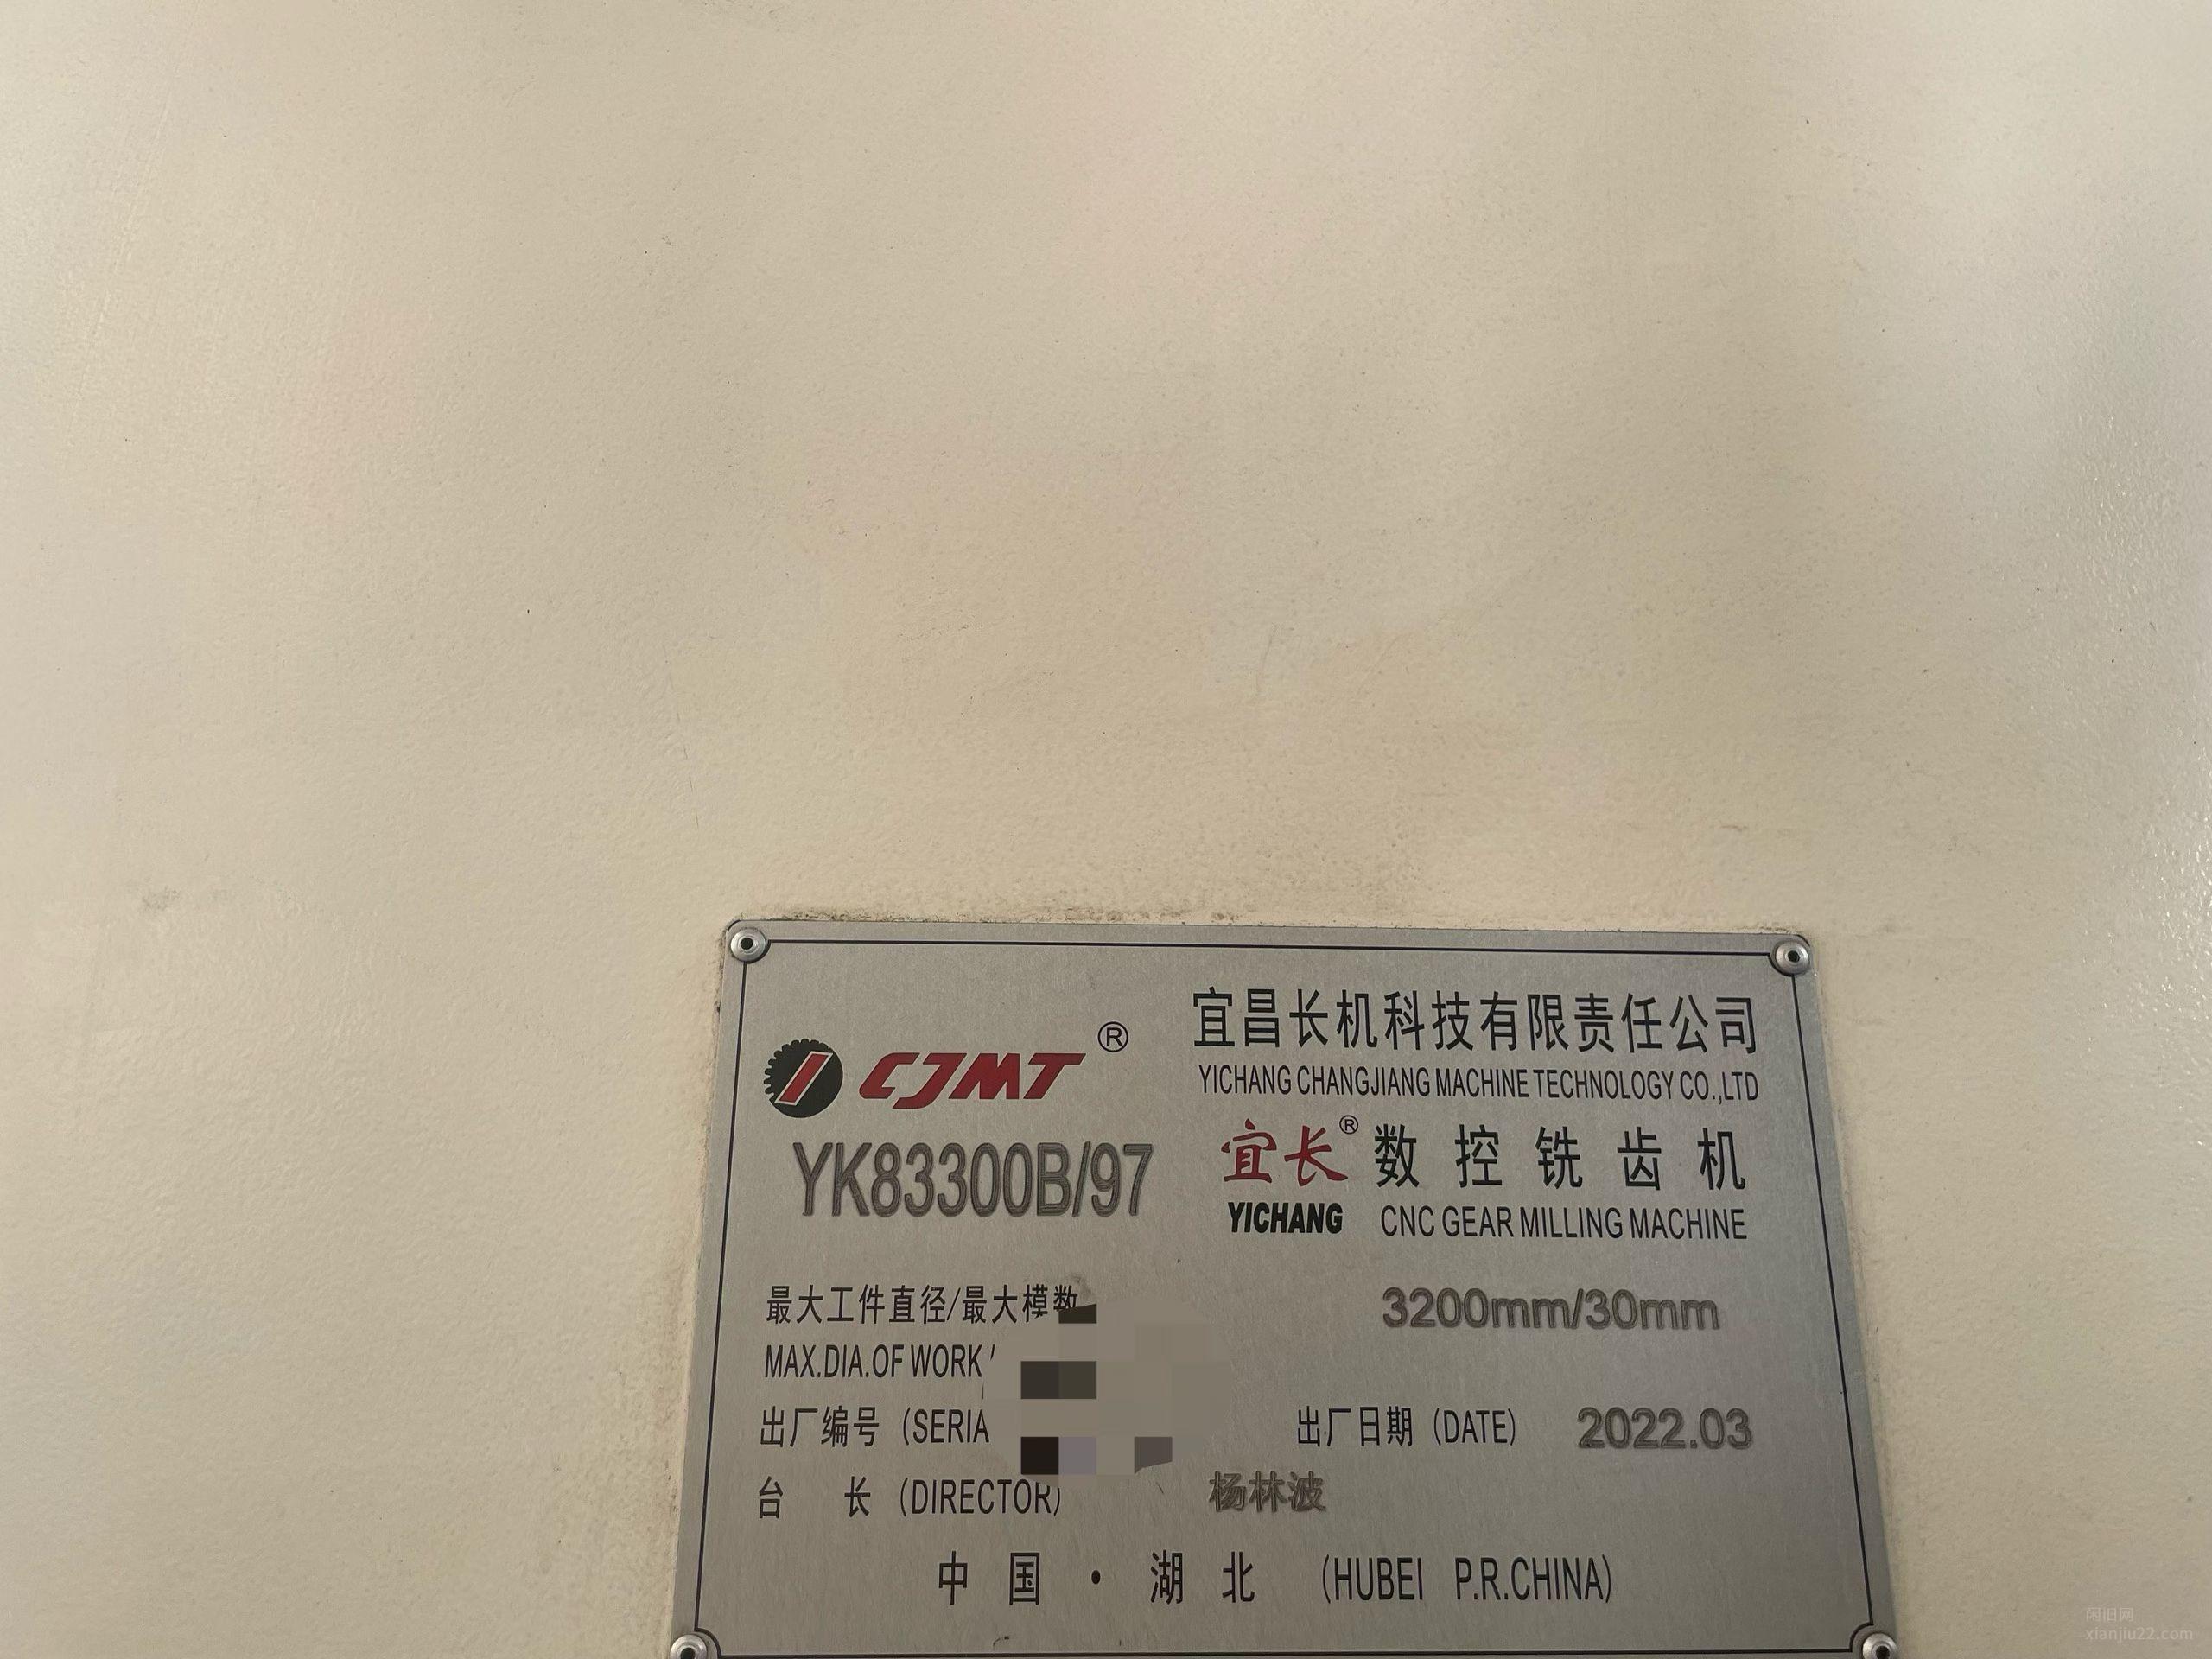 CJMT®
宜昌长机科技有限责任公司
YICHANG CHANGJIANG MACHINE TECHNOLOGY CO.,LTD
YK83300B/97
宜长® 数控铣齿机
YICHANG CNC GEAR MILLING MACHINE
最大工件直径/最大模数 3200mm/30mm
MAX.DIA.OF WORK
出厂编号 (SERIA 出厂日期 (DATE) 2022.03
台长 (DIRECTOR) 杨林波
中国·湖北 (HUBEI P.R.CHINA)
闲旧网
xianjiu22.com